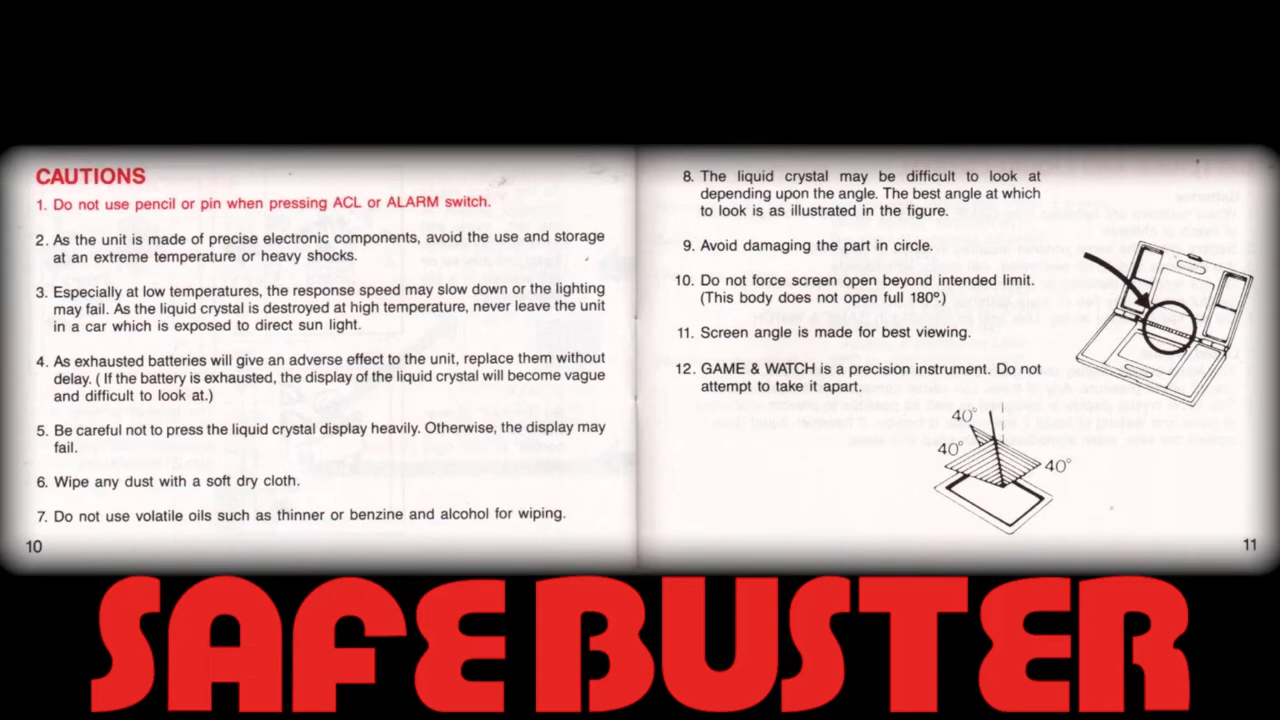 CAUTIONS
1. Do not use pencil or pin when pressing ACL or ALARM switch.
2. As the unit is made of precise electronic components, avoid the use and storage
at an extreme temperature or heavy shocks.
3. Especially at low temperatures, the response speed may slow down or the lighting
may fail. As the liquid crystal is destroyed at high temperature, never leave the unit
in a car which is exposed to direct sun light.
4. As exhausted batteries will give an adverse effect to the unit, replace them without
delay. ( If the battery is exhausted, the display of the liquid crystal will become vague
and difficult to look at.)
5. Be careful not to press the liquid crystal display heavily. Otherwise, the display may
fail.
6. Wipe any dust with a soft dry cloth.
7. Do not use volatile oils such as thinner or benzine and alcohol for wiping.
10
8. The liquid crystal may be difficult to look at
depending upon the angle. The best angle at which
to look is as illustrated in the figure.
9. Avoid damaging the part in circle.
10. Do not force screen open beyond intended limit.
(This body does not open full 180º.)
11. Screen angle is made for best viewing.
12. GAME & WATCH is a precision instrument. Do not
attempt to take it apart.
40°
40°
40°
11
SAFEBUSTER